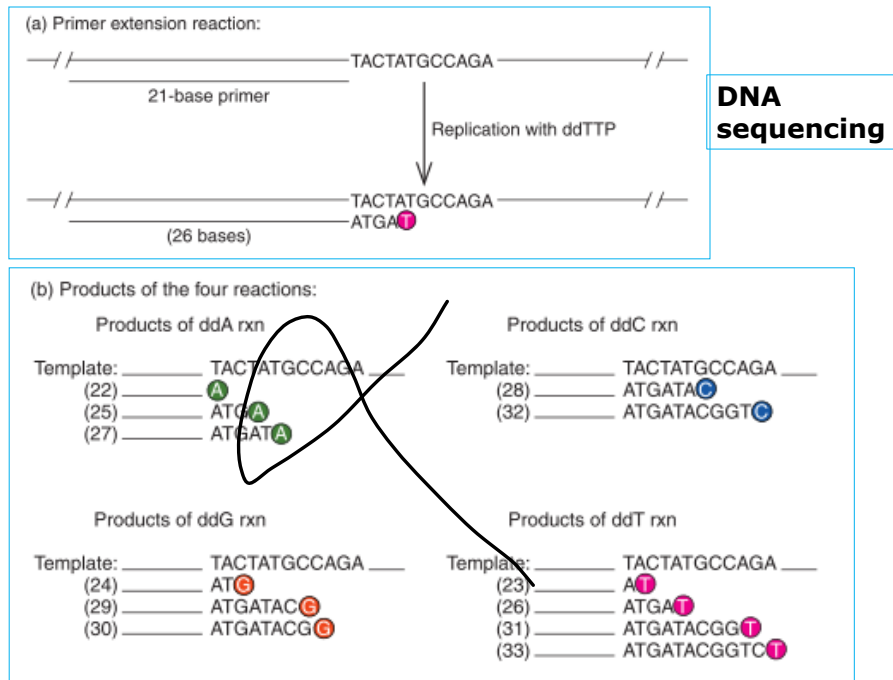 (a) Primer extension reaction:
TACTATGCCAGA
21-base primer
Replication with ddTTP
TACTATGCCAGA
ATGAT
(26 bases)
DNA
sequencing
(b) Products of the four reactions:
Products of ddA rxn
Template: TACTATGCCAGA
(22) A
(25) ATGA
(27) ATGATA
Products of ddC rxn
Template: TACTATGCCAGA
(28) ATGATAC
(32) ATGATACGGTC
Products of ddG rxn
Template: TACTATGCCAGA
(24) ATG
(29) ATGATACG
(30) ATGATACGG
Products of ddT rxn
Template: TACTATGCCAGA
(23) AT
(26) ATGAT
(31) ATGATACGGT
(33) ATGATACGGTCT